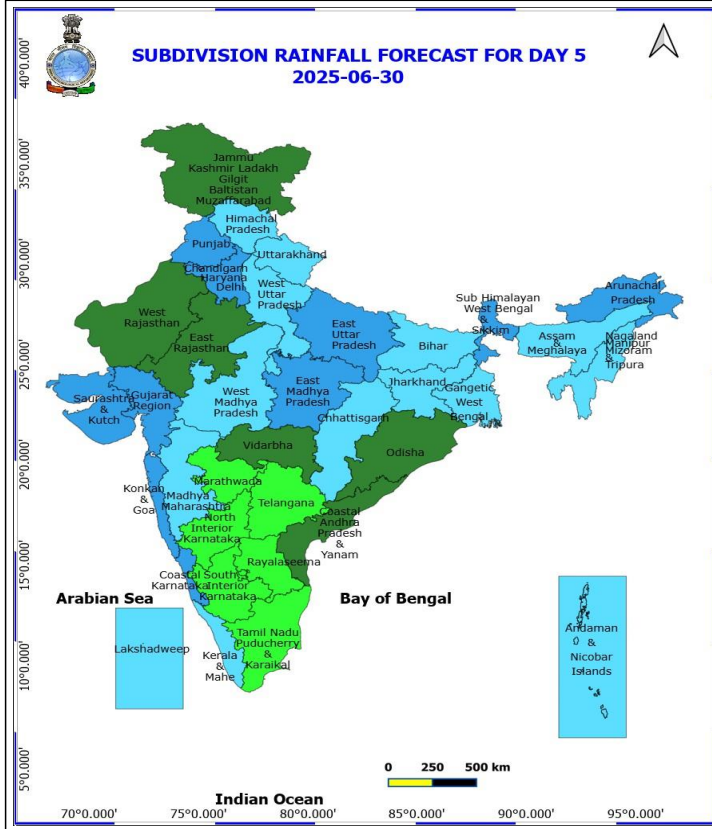 SUBDIVISION RAINFALL FORECAST FOR DAY 5
2025-06-30
40°0.000'
35°0.000'
30°0.000'
25°0.000'
20°0.000'
15°0.000'
10°0.000'
5°0.000'
Jammu
Kashmir Ladakh
Gilgit
Baltistan
Muzaffarabad
Himachal
Pradesh
Punjab
Uttarakhand
Chandigarh
Haryana
Delhi
West
Uttar
Pradesh
Arunachal
Pradesh
Sub Himalayan
West Bengal
&
Sikkim
West
Rajasthan
East
Rajasthan
East
Uttar
Pradesh
Bihar
Assam
&
Meghalaya
Nagaland
Manipur
Mizoram
&
Tripura
Saurashtra
&
Kutch
Gujarat
Region
West
Madhya
Pradesh
East
Madhya
Pradesh
Jharkhand
Gangetic
West
Bengal
Chhattisgarh
Vidarbha
Odisha
Konkan
&
Goa
Madhya
Maharashtra
Marathwada
Telangana
North
Interior
Karnataka
Coastal
Andhra
Pradesh
&
Yanam
Rayalaseema
Coastal
Karnataka
South
Interior
Karnataka
Arabian Sea
Bay of Bengal
Lakshadweep
Kerala
&
Mahe
Tamil Nadu
Puducherry
&
Karaikal
Andaman
&
Nicobar
Islands
0 250 500 km
Indian Ocean
70°0.000' 75°0.000' 80°0.000' 85°0.000' 90°0.000' 95°0.000'